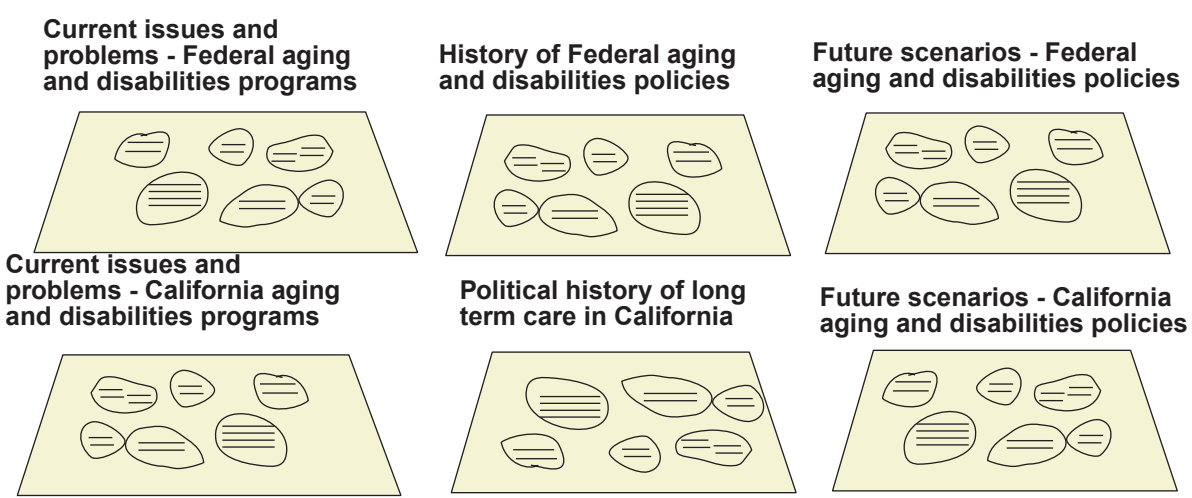 Current issues and
problems - Federal aging
and disabilities programs
History of Federal aging
and disabilities policies
Future scenarios - Federal
aging and disabilities policies
Current issues and
problems - California aging
and disabilities programs
Political history of long
term care in California
Future scenarios - California
aging and disabilities policies